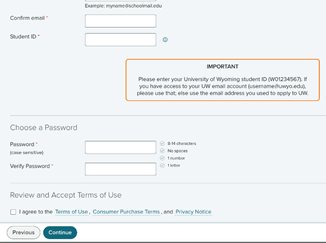 Example: myname@schoolmail.edu
Confirm email *
Student ID *
IMPORTANT
Please enter your University of Wyoming student ID (W01234567). If
you have access to your UW email account (username@uwyo.edu),
please use that; else use the email address you used to apply to UW.
Choose a Password
Password *
(case sensitive)
8-14 characters
No spaces
1 number
1 letter
Verify Password *
Review and Accept Terms of Use
I agree to the Terms of Use, Consumer Purchase Terms, and Privacy Notice
Previous Continue